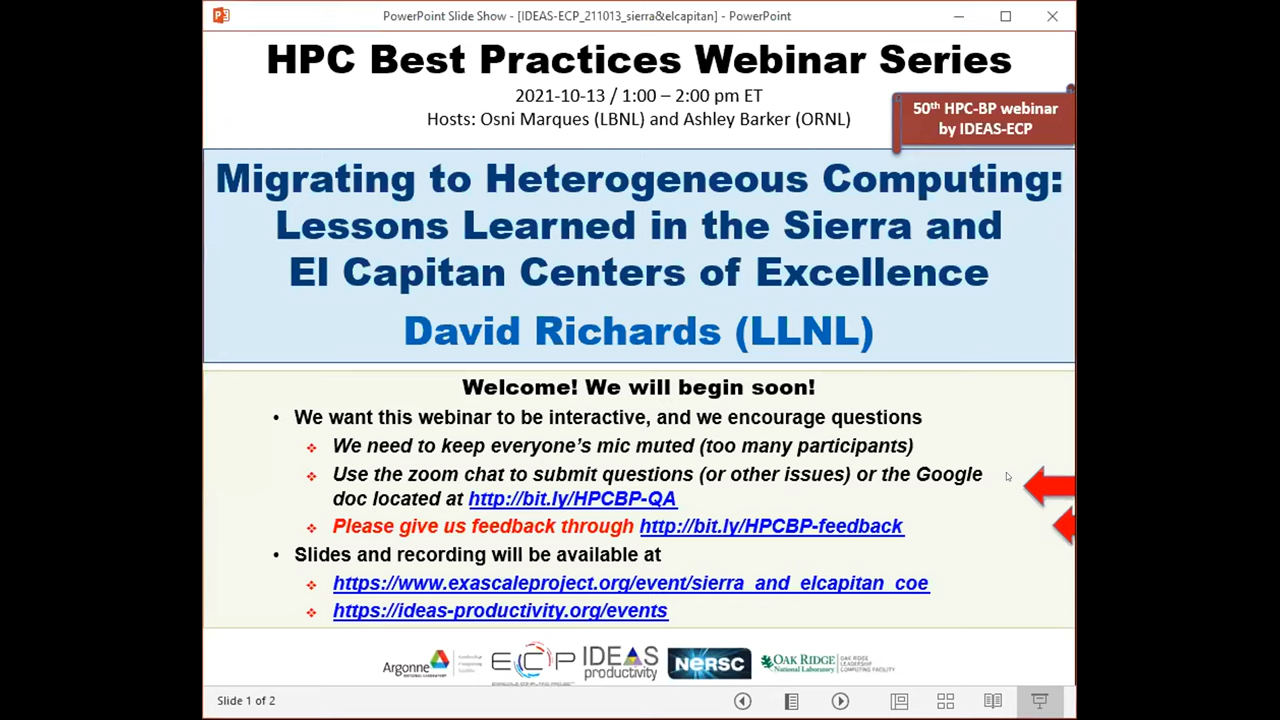 PowerPoint Slide Show - [IDEAS-ECP_211013_sierra&elcapitan] - PowerPoint
HPC Best Practices Webinar Series
2021-10-13 / 1:00 – 2:00 pm ET
Hosts: Osni Marques (LBNL) and Ashley Barker (ORNL)
50th HPC-BP webinar
by IDEAS-ECP
Migrating to Heterogeneous Computing:
Lessons Learned in the Sierra and
El Capitan Centers of Excellence
David Richards (LLNL)
Welcome! We will begin soon!
• We want this webinar to be interactive, and we encourage questions
❖ We need to keep everyone's mic muted (too many participants)
❖ Use the zoom chat to submit questions (or other issues) or the Google
doc located at http://bit.ly/HPCBP-QA
❖ Please give us feedback through http://bit.ly/HPCBP-feedback
• Slides and recording will be available at
❖ https://www.exascaleproject.org/event/sierra_and_elcapitan_coe
❖ https://ideas-productivity.org/events
Argonne
NATIONAL LABORATORY
ECP
IDEAS
productivity
NERSC
OAK RIDGE
National Laboratory
OAK RIDGE
LEADERSHIP
COMPUTING
FACILITY
Slide 1 of 2